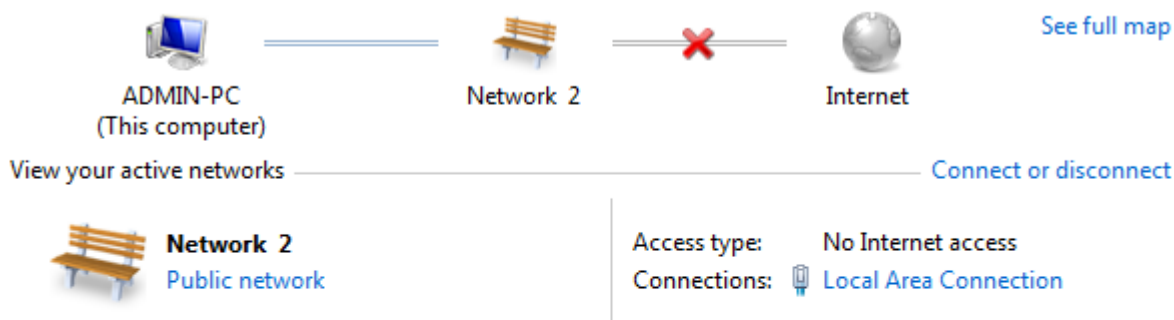 See full map
ADMIN-PC
(This computer)
Network 2
Internet
View your active networks
Connect or disconnect
Network 2
Public network
Access type: No Internet access
Connections: Local Area Connection